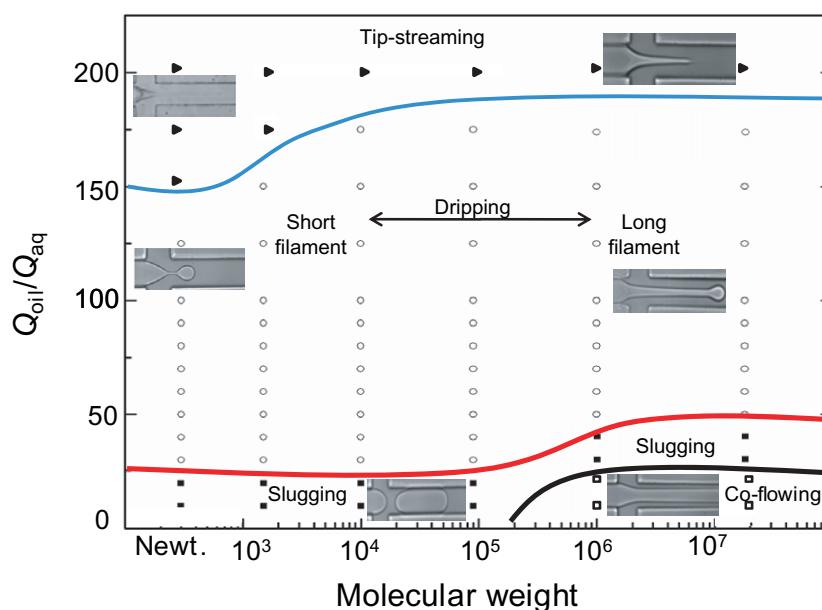 Tip-streaming
200
150
Short
filament
Dripping
Long
filament
Q_oil/Q_aq
100
50
Slugging
Slugging
Co-flowing
0
Newt. 10^3 10^4 10^5 10^6 10^7
Molecular weight